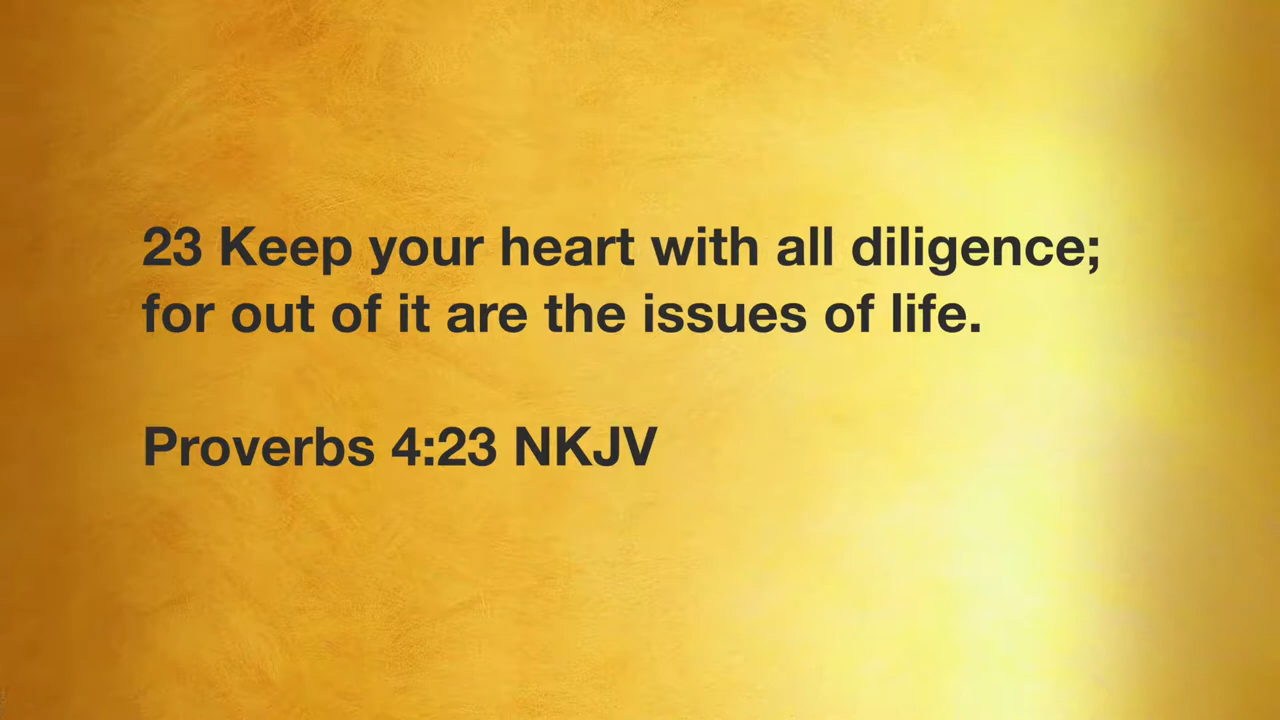 23 Keep your heart with all diligence;
for out of it are the issues of life.
Proverbs 4:23 NKJV